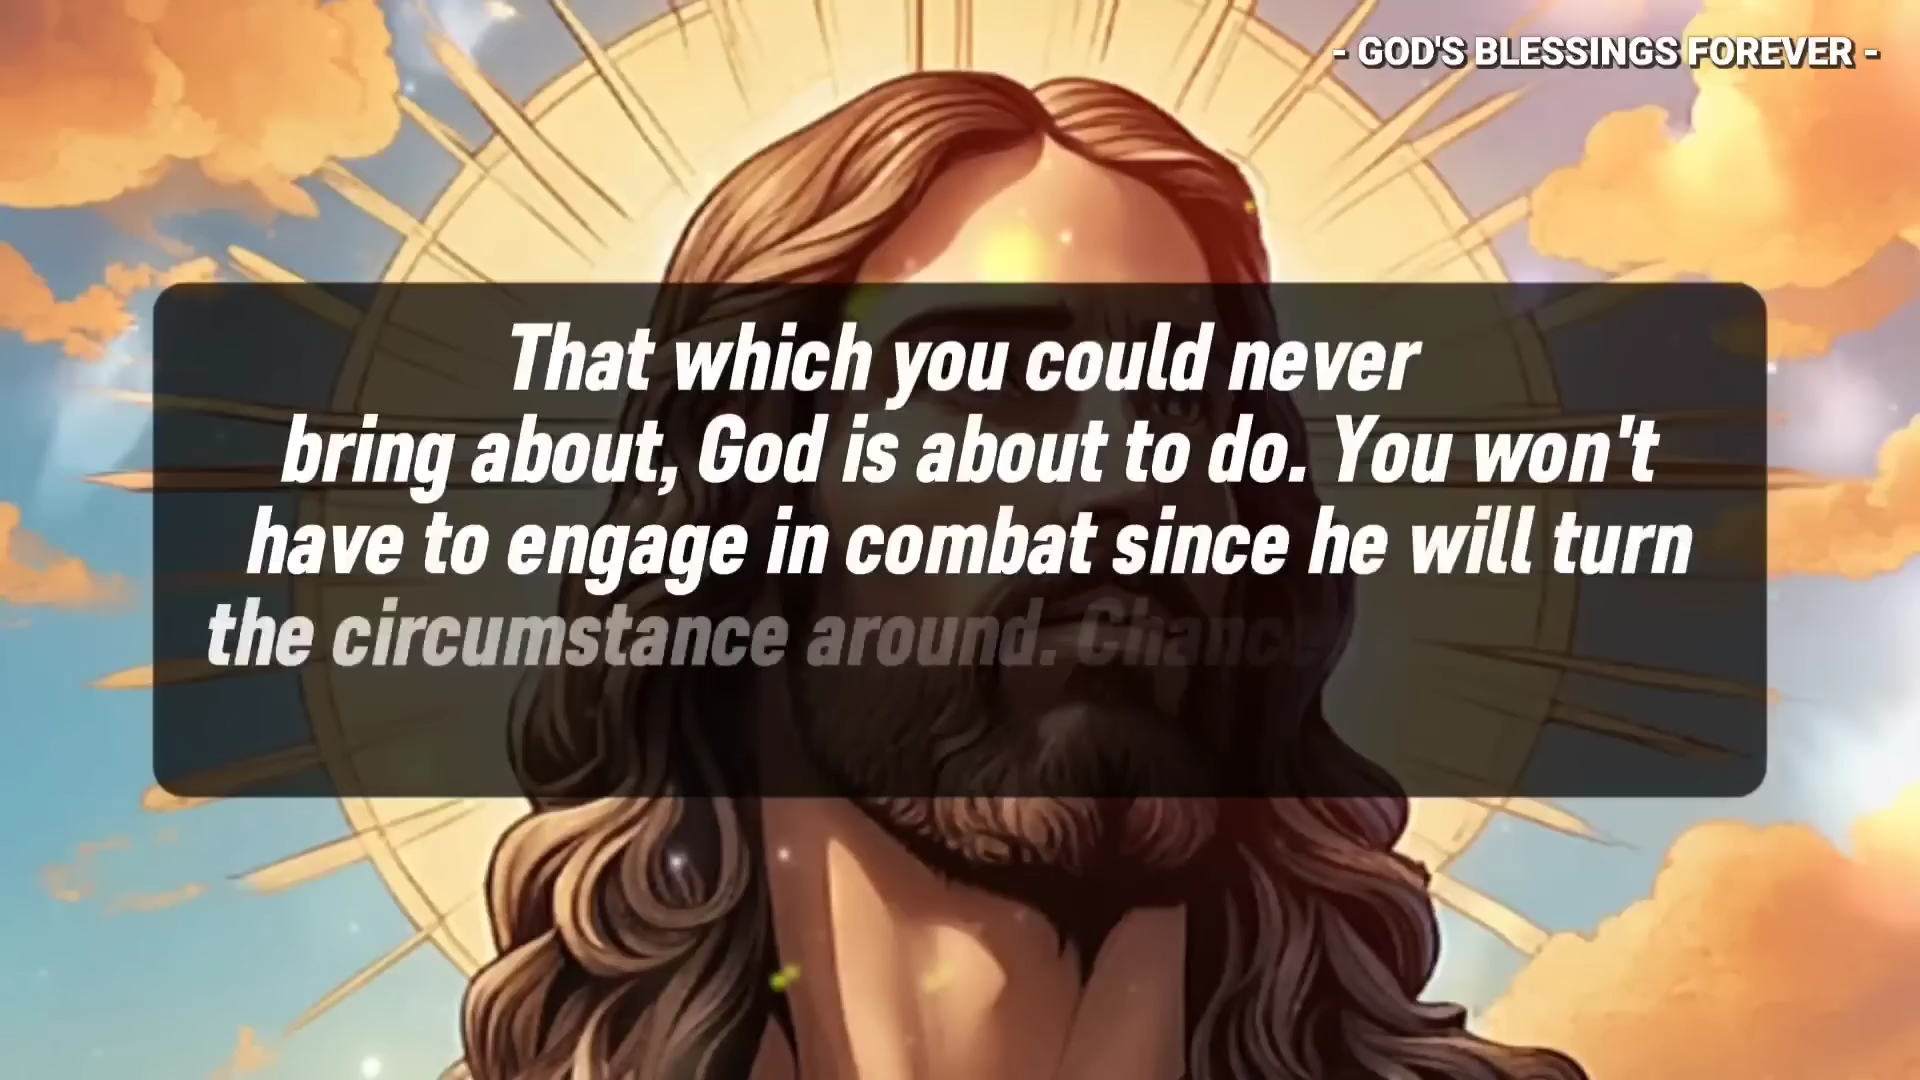 - GOD'S BLESSINGS FOREVER -
That which you could never
bring about, God is about to do. You won't
have to engage in combat since he will turn
the circumstance around.